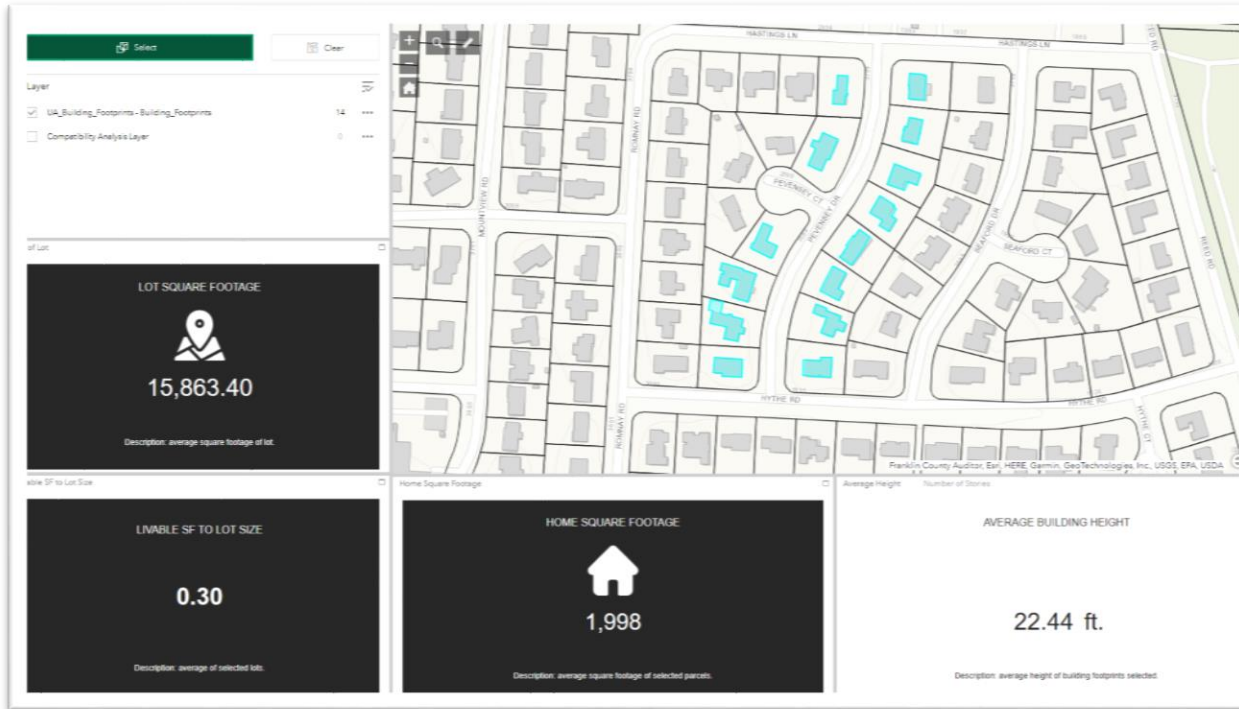 Select
Clear
Layer
UA_Building_Footprints - Building_Footprints 14
Compatibility Analysis Layer 0
of Lot
LOT SQUARE FOOTAGE
15,863.40
Description: average square footage of lot.
able SF to Lot Size
LIVABLE SF TO LOT SIZE
0.30
Description: average of selected lots.
Home Square Footage
HOME SQUARE FOOTAGE
1,998
Description: average square footage of selected parcels.
Average Height Number of Stories
AVERAGE BUILDING HEIGHT
22.44 ft.
Description: average height of building footprints selected.
HASTINGS LN
HASTINGS LN
ROMNAY RD
MOUNTVIEW RD
PEVENSEY CT
PEVENSEY DR
SEAFORD DR
SEAFORD CT
REED RD
HYTHE RD
HYTHE RD
ROMNAY RD
HYTHE CT
Franklin County Auditor, Esri, HERE, Garmin, GeoTechnologies, Inc., USGS, EPA, USDA